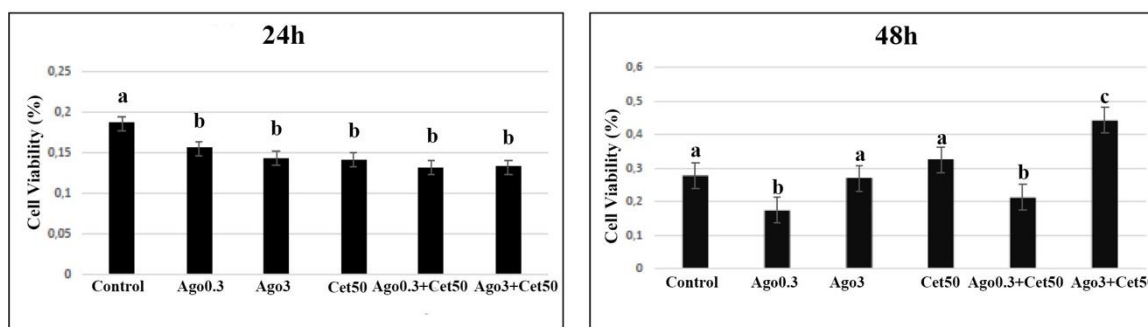 24h
Cell Viability (%)
0,25
0,2
0,15
0,1
0,05
0
a
b
b
b
b
b
Control
Ago0.3
Ago3
Cet50
Ago0.3+Cet50
Ago3+Cet50
48h
Cell Viability (%)
0,6
0,5
0,4
0,3
0,2
0,1
0
a
b
a
a
b
c
Control
Ago0.3
Ago3
Cet50
Ago0.3+Cet50
Ago3+Cet50